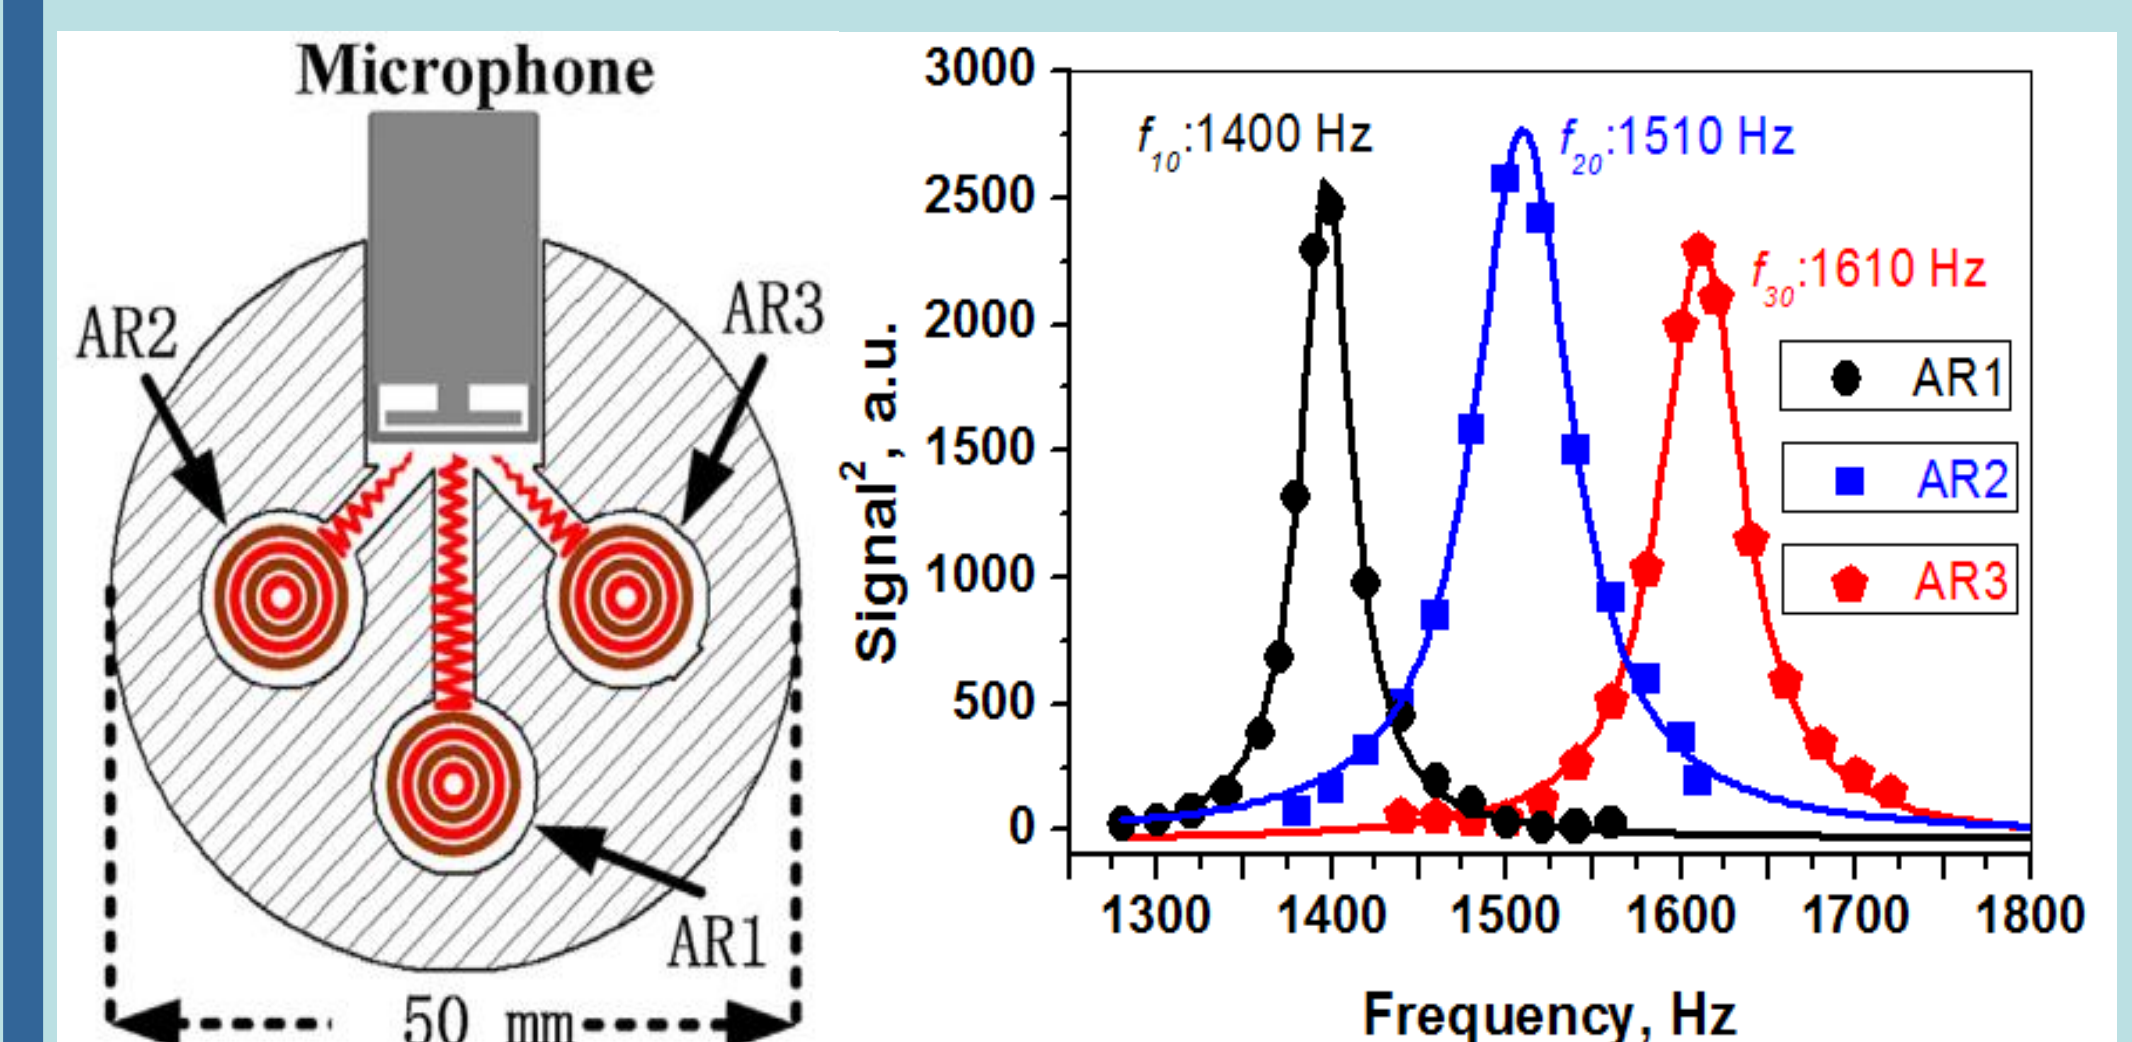 Microphone
AR2
AR3
AR1
50 mm
3000
2500
2000
1500
1000
500
0
Signal², a.u.
f₁₀:1400 Hz
f₂₀:1510 Hz
f₃₀:1610 Hz
AR1
AR2
AR3
1300 1400 1500 1600 1700 1800
Frequency, Hz